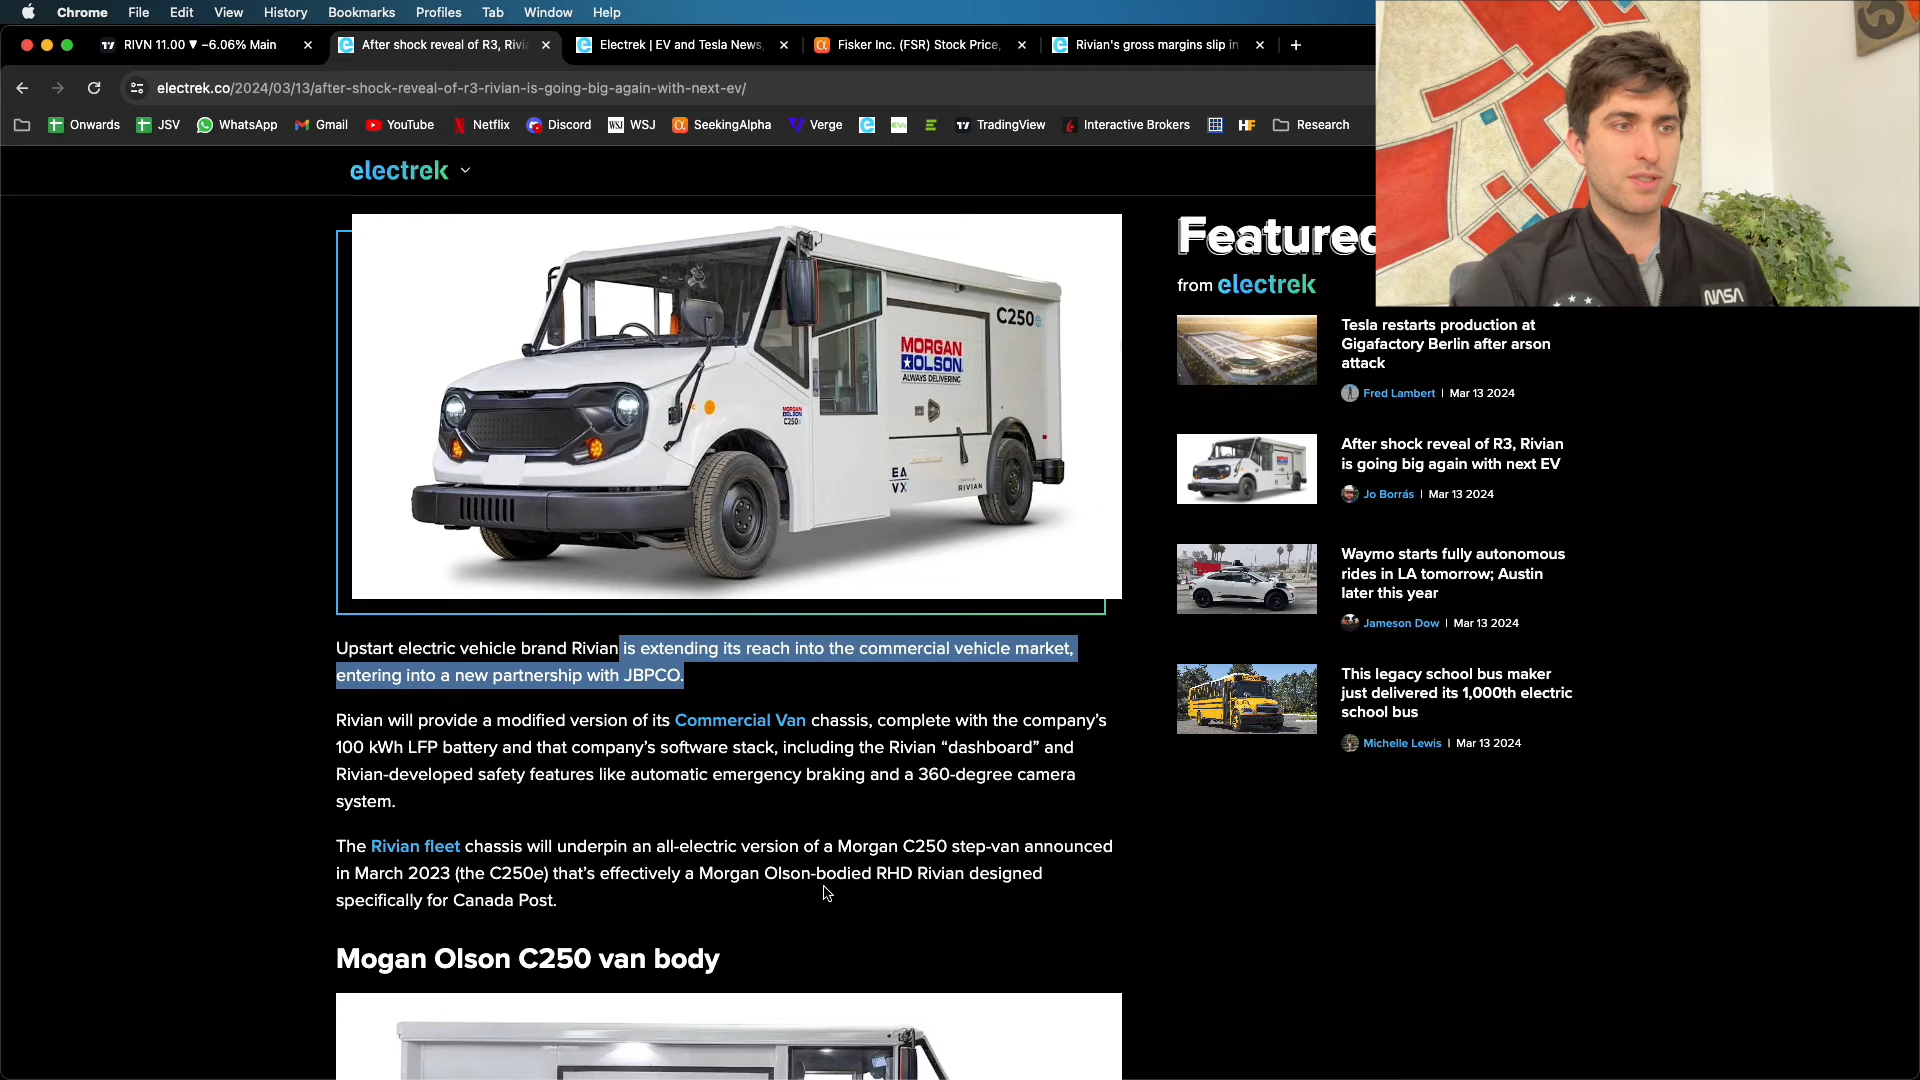 Chrome File Edit View History Bookmarks Profiles Tab Window Help
RIVN 11.00 ▼ −6.06% Main
After shock reveal of R3, Rivi
Electrek | EV and Tesla News,
Fisker Inc. (FSR) Stock Price,
Rivian's gross margins slip in
electrek.co/2024/03/13/after-shock-reveal-of-r3-rivian-is-going-big-again-with-next-ev/
Onwards JSV WhatsApp Gmail YouTube Netflix Discord WSJ WSJ SeekingAlpha Verge TradingView Interactive Brokers HF Research
electrek
NASA
C250e
MORGAN
OLSON
ALWAYS DELIVERING
MORGAN
OLSON
C250e
EA
VX
RIVIAN
Upstart electric vehicle brand Rivian is extending its reach into the commercial vehicle market,
entering into a new partnership with JBPCO.
Rivian will provide a modified version of its Commercial Van chassis, complete with the company's
100 kWh LFP battery and that company's software stack, including the Rivian “dashboard” and
Rivian-developed safety features like automatic emergency braking and a 360-degree camera
system.
The Rivian fleet chassis will underpin an all-electric version of a Morgan C250 step-van announced
in March 2023 (the C250e) that's effectively a Morgan Olson-bodied RHD Rivian designed
specifically for Canada Post.
Mogan Olson C250 van body
Featured
from electrek
Tesla restarts production at
Gigafactory Berlin after arson
attack
Fred Lambert | Mar 13 2024
After shock reveal of R3, Rivian
is going big again with next EV
Jo Borrás | Mar 13 2024
Waymo starts fully autonomous
rides in LA tomorrow; Austin
later this year
Jameson Dow | Mar 13 2024
This legacy school bus maker
just delivered its 1,000th electric
school bus
Michelle Lewis | Mar 13 2024